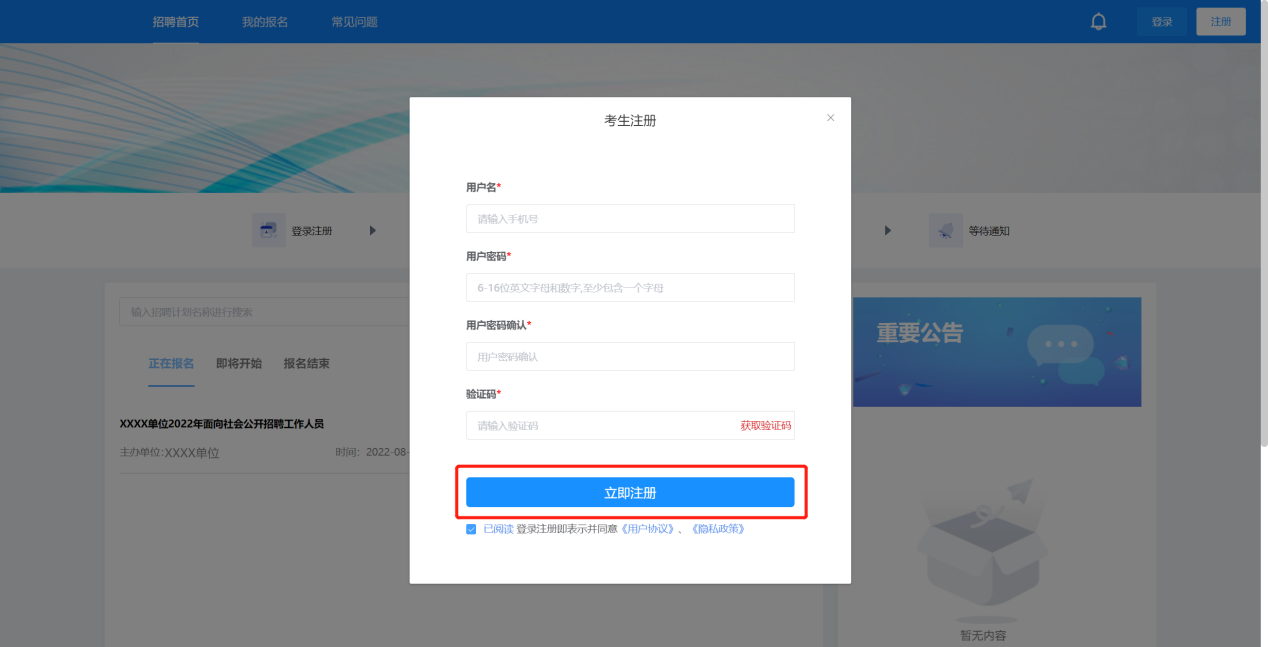 招聘首页 我的报名 常见问题 登录 注册
考生注册
用户名*
请输入手机号
登录注册 等待通知
用户密码*
6-16位英文字母和数字,至少包含一个字母
输入招聘计划名称进行搜索
用户密码确认*
重要公告
用户密码确认
正在报名 即将开始 报名结束
验证码*
请输入验证码 获取验证码
XXXX单位2022年面向社会公开招聘工作人员
主办单位:XXXX单位 时间：2022-08-
立即注册
已阅读 登录注册即表示并同意《用户协议》、《隐私政策》
暂无内容